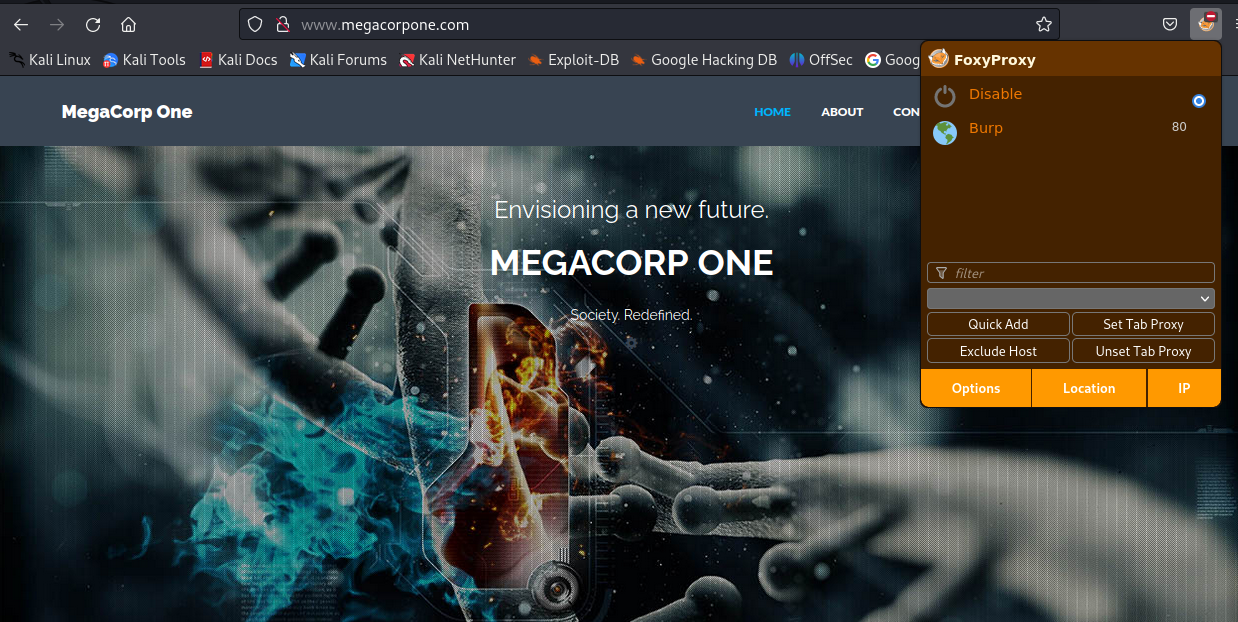 www.megacorpone.com
Kali Linux Kali Tools Kali Docs Kali Forums Kali NetHunter Exploit-DB Google Hacking DB OffSec Goog
FoxyProxy
Disable
Burp 80
filter
Quick Add Set Tab Proxy
Exclude Host Unset Tab Proxy
Options Location IP
MegaCorp One HOME ABOUT CON
Envisioning a new future.
MEGACORP ONE
Society. Redefined.